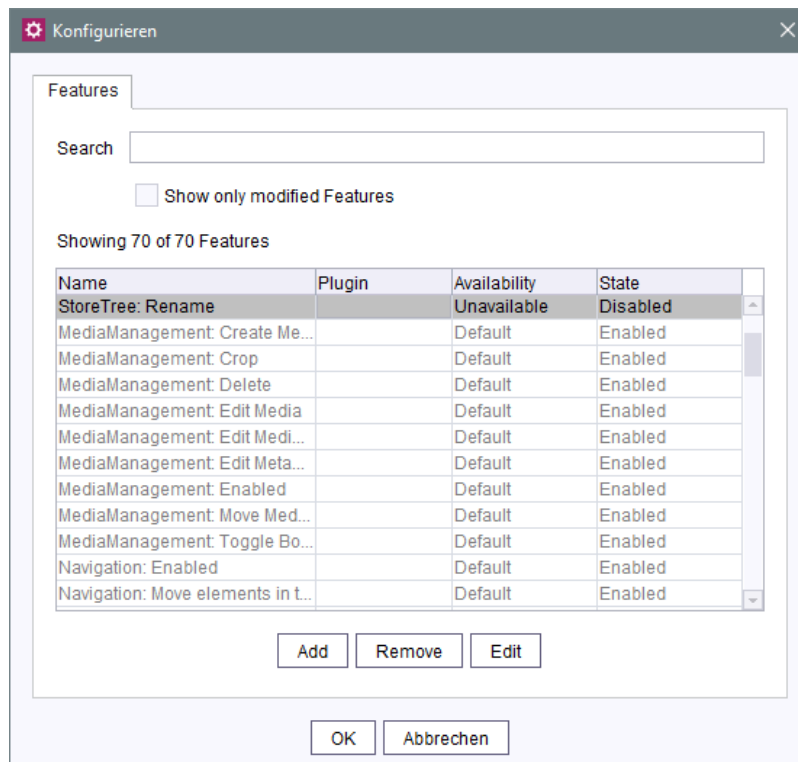 Konfigurieren
Features
Search
Show only modified Features
Showing 70 of 70 Features
Name Plugin Availability State
StoreTree: Rename Unavailable Disabled
MediaManagement: Create Me... Default Enabled
MediaManagement: Crop Default Enabled
MediaManagement: Delete Default Enabled
MediaManagement: Edit Media Default Enabled
MediaManagement: Edit Medi... Default Enabled
MediaManagement: Edit Meta... Default Enabled
MediaManagement: Enabled Default Enabled
MediaManagement: Move Med... Default Enabled
MediaManagement: Toggle Bo... Default Enabled
Navigation: Enabled Default Enabled
Navigation: Move elements in t... Default Enabled
Add Remove Edit
OK Abbrechen